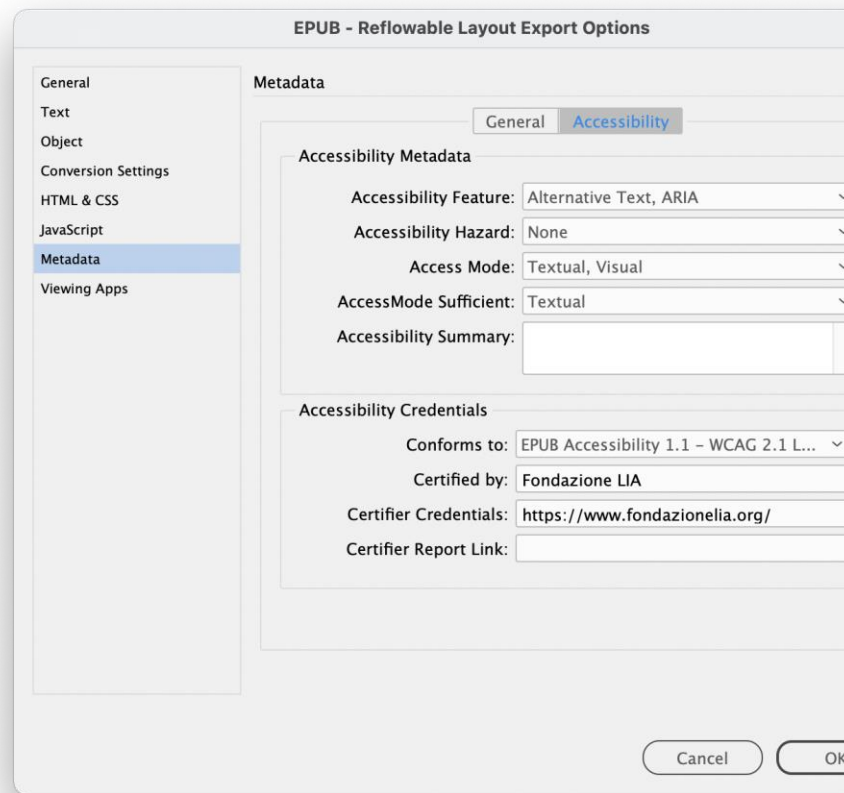 EPUB - Reflowable Layout Export Options
General
Text
Object
Conversion Settings
HTML & CSS
JavaScript
Metadata
Viewing Apps
Metadata
General Accessibility
Accessibility Metadata
Accessibility Feature: Alternative Text, ARIA
Accessibility Hazard: None
Access Mode: Textual, Visual
AccessMode Sufficient: Textual
Accessibility Summary:
Accessibility Credentials
Conforms to: EPUB Accessibility 1.1 – WCAG 2.1 L...
Certified by: Fondazione LIA
Certifier Credentials: https://www.fondazionelia.org/
Certifier Report Link:
Cancel OK